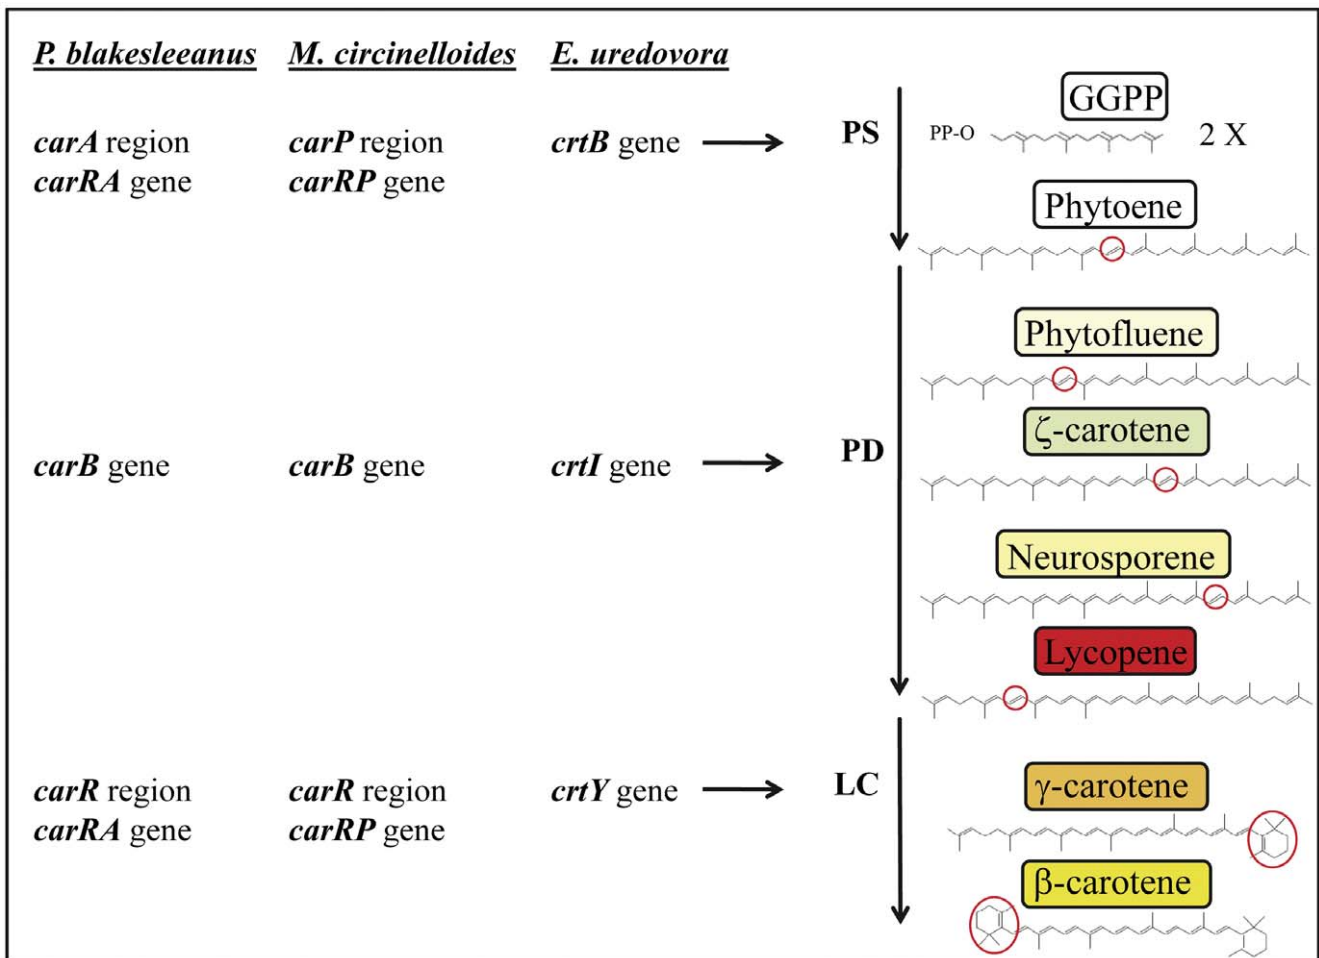 P. blakesleeanus M. circinelloides E. uredovora
GGPP
carA region carP region crtB gene PS PP-O 2 X
carRA gene carRP gene
Phytoene
Phytofluene
ζ-carotene
carB gene carB gene crtI gene PD
Neurosporene
Lycopene
carR region carR region crtY gene LC γ-carotene
carRA gene carRP gene
β-carotene